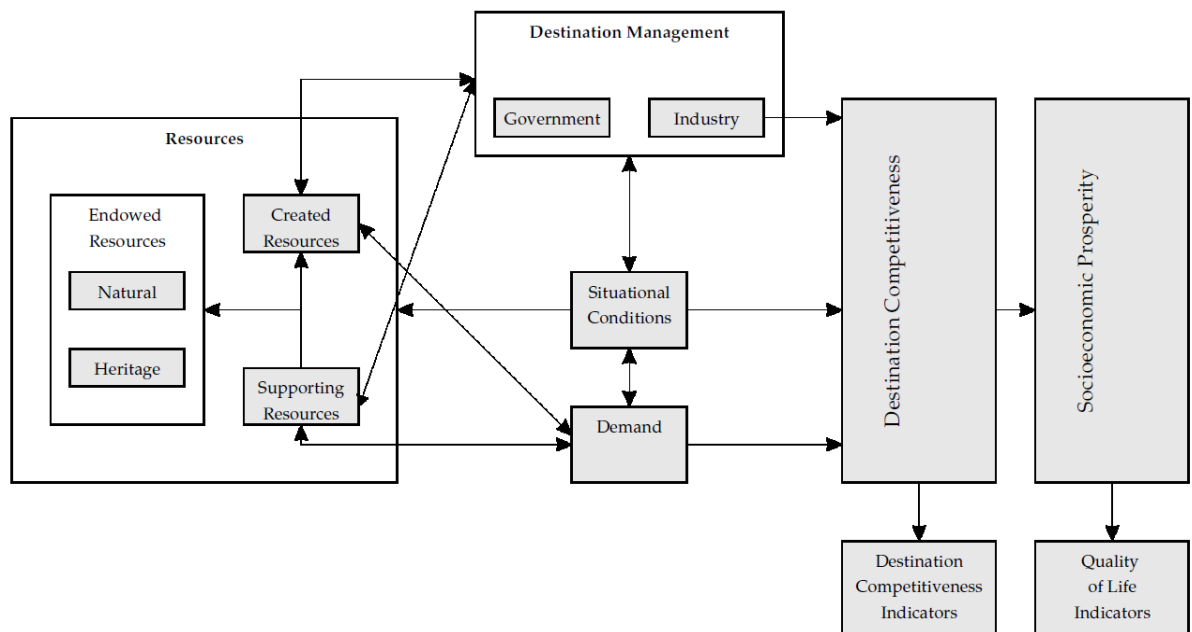 Destination Management
Government
Industry
Resources
Endowed
Resources
Natural
Heritage
Created
Resources
Supporting
Resources
Situational
Conditions
Demand
Destination Competitiveness
Socioeconomic Prosperity
Destination
Competitiveness
Indicators
Quality
of Life
Indicators